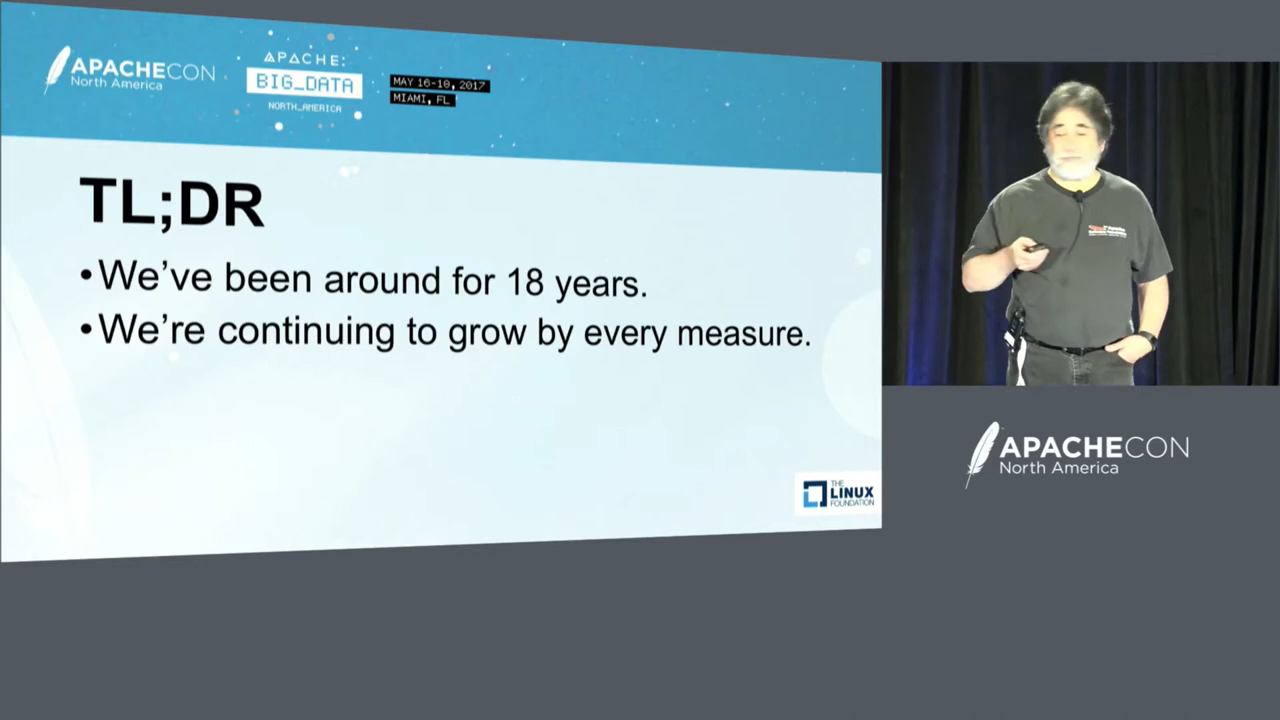 APACHECON
North America
APACHE:
BIG_DATA
NORTH_AMERICA
MAY 16-18, 2017
MIAMI, FL
TL;DR
•We've been around for 18 years.
•We're continuing to grow by every measure.
THE
LINUX
FOUNDATION
APACHECON
North America